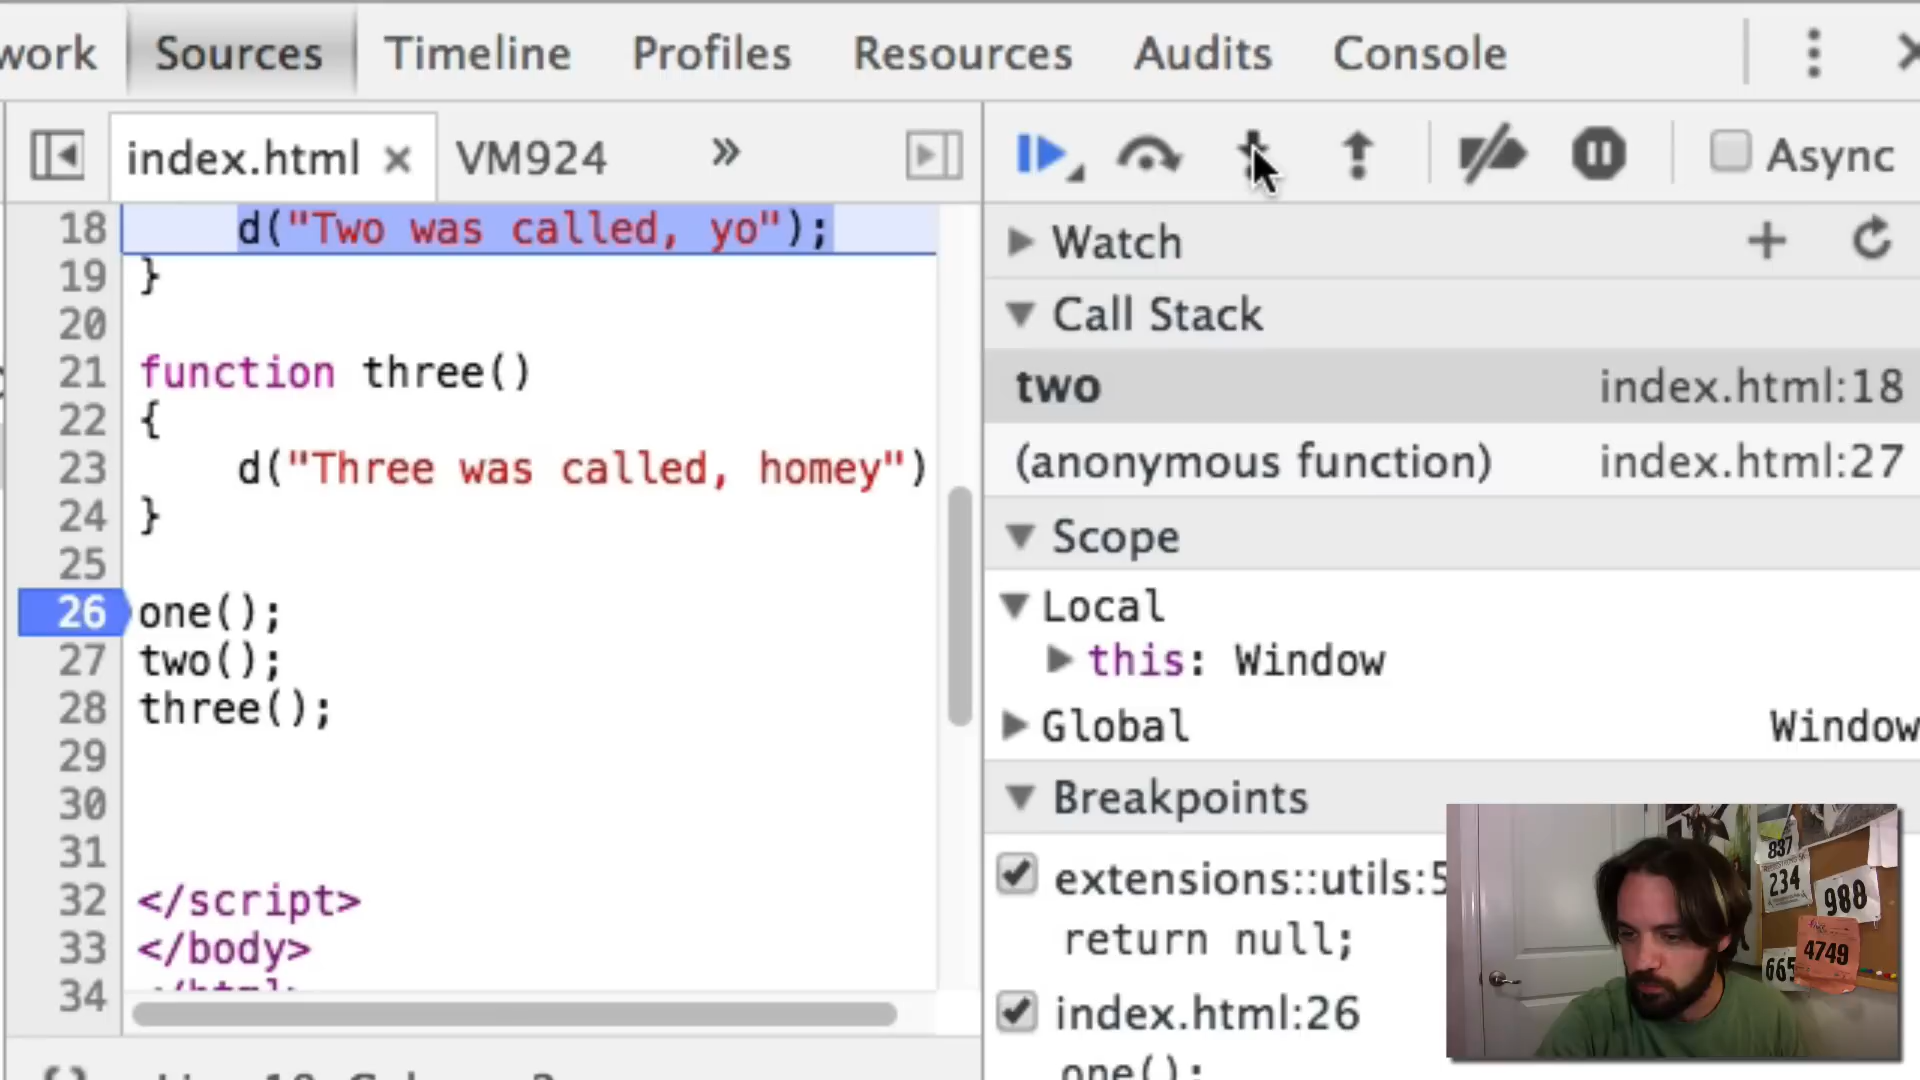 work Sources Timeline Profiles Resources Audits Console
index.html × VM924 »
Async
18 d("Two was called, yo");
19 }
20
21 function three()
22 {
23 d("Three was called, homey")
24 }
25
26 one();
27 two();
28 three();
29
30
31
32 </script>
33 </body>
34
Watch
Call Stack
two index.html:18
(anonymous function) index.html:27
Scope
Local
this: Window
Global Window
Breakpoints
extensions::utils:5
return null;
index.html:26
one();
837
234
988
4749
665